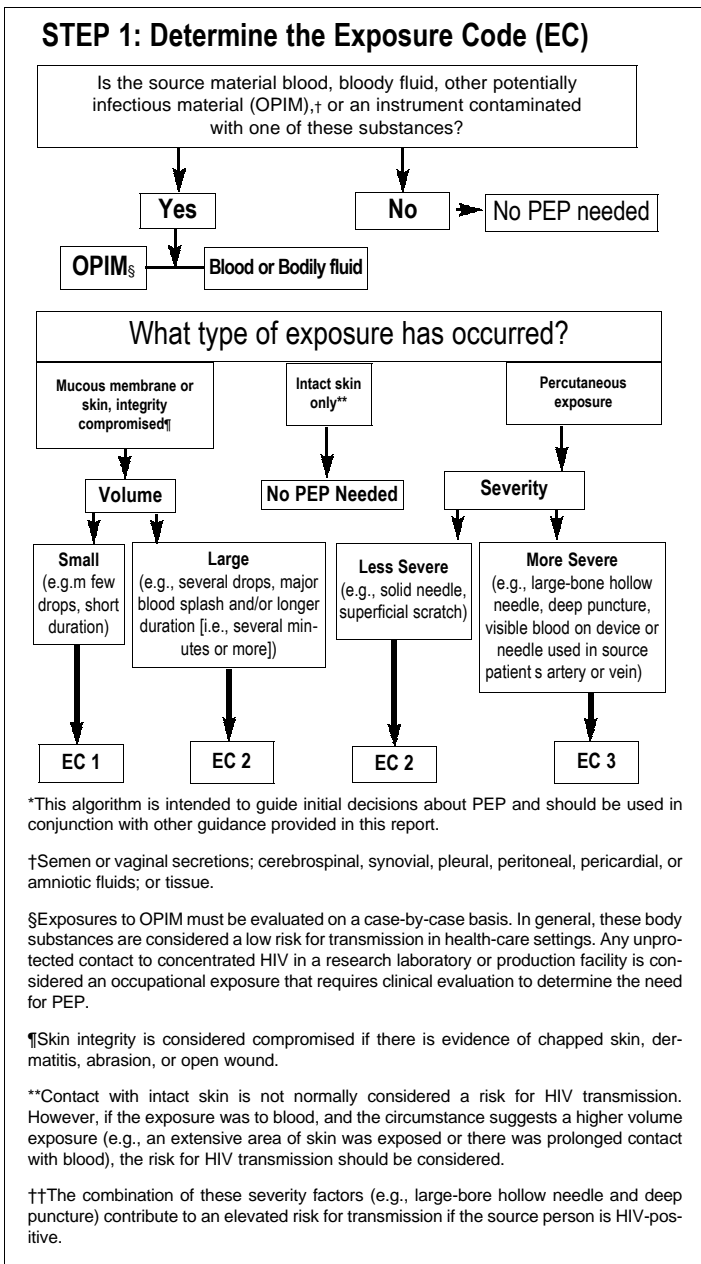 STEP 1: Determine the Exposure Code (EC)
Is the source material blood, bloody fluid, other potentially
infectious material (OPIM),† or an instrument contaminated
with one of these substances?
Yes
No
No PEP needed
OPIM§
Blood or Bodily fluid
What type of exposure has occurred?
Mucous membrane or
skin, integrity
compromised¶
Intact skin
only**
Percutaneous
exposure
Volume
No PEP Needed
Severity
Small
(e.g.m few
drops, short
duration)
Large
(e.g., several drops, major
blood splash and/or longer
duration [i.e., several min-
utes or more])
Less Severe
(e.g., solid needle,
superficial scratch)
More Severe
(e.g., large-bone hollow
needle, deep puncture,
visible blood on device or
needle used in source
patient s artery or vein)
EC 1
EC 2
EC 2
EC 3
*This algorithm is intended to guide initial decisions about PEP and should be used in
conjunction with other guidance provided in this report.
†Semen or vaginal secretions; cerebrospinal, synovial, pleural, peritoneal, pericardial, or
amniotic fluids; or tissue.
§Exposures to OPIM must be evaluated on a case-by-case basis. In general, these body
substances are considered a low risk for transmission in health-care settings. Any unpro-
tected contact to concentrated HIV in a research laboratory or production facility is con-
sidered an occupational exposure that requires clinical evaluation to determine the need
for PEP.
¶Skin integrity is considered compromised if there is evidence of chapped skin, der-
matitis, abrasion, or open wound.
**Contact with intact skin is not normally considered a risk for HIV transmission.
However, if the exposure was to blood, and the circumstance suggests a higher volume
exposure (e.g., an extensive area of skin was exposed or there was prolonged contact
with blood), the risk for HIV transmission should be considered.
††The combination of these severity factors (e.g., large-bore hollow needle and deep
puncture) contribute to an elevated risk for transmission if the source person is HIV-pos-
itive.